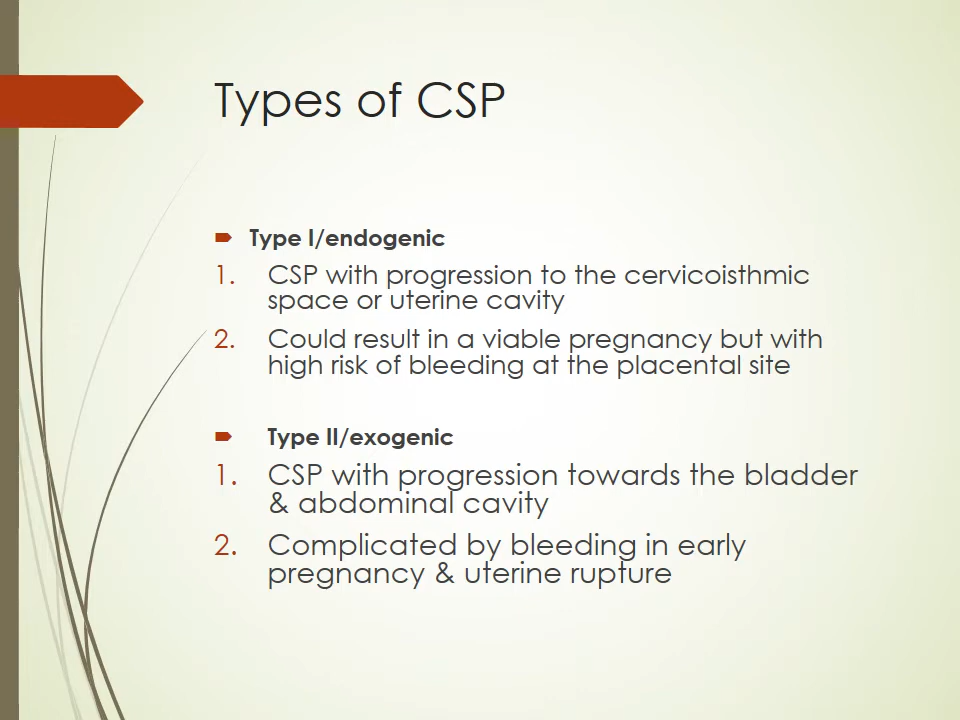 Types of CSP
Type I/endogenic
1. CSP with progression to the cervicoisthmic
space or uterine cavity
2. Could result in a viable pregnancy but with
high risk of bleeding at the placental site
Type II/exogenic
1. CSP with progression towards the bladder
& abdominal cavity
2. Complicated by bleeding in early
pregnancy & uterine rupture